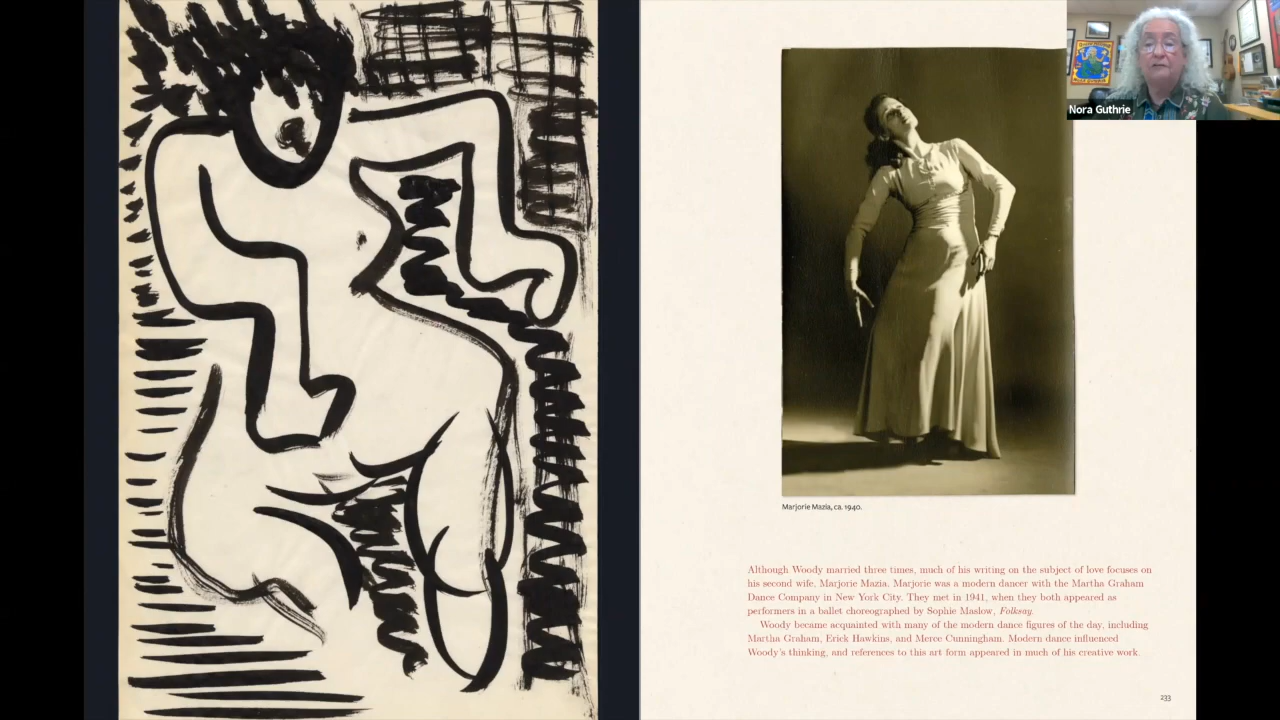 Nora Guthrie
Marjorie Mazia, ca. 1940.
Although Woody married three times, much of his writing on the subject of love focuses on
his second wife, Marjorie Mazia. Marjorie was a modern dancer with the Martha Graham
Dance Company in New York City. They met in 1941, when they both appeared as
performers in a ballet choreographed by Sophie Maslow, Folksay.
Woody became acquainted with many of the modern dance figures of the day, including
Martha Graham, Erick Hawkins, and Merce Cunningham. Modern dance influenced
Woody's thinking, and references to this art form appeared in much of his creative work.
233